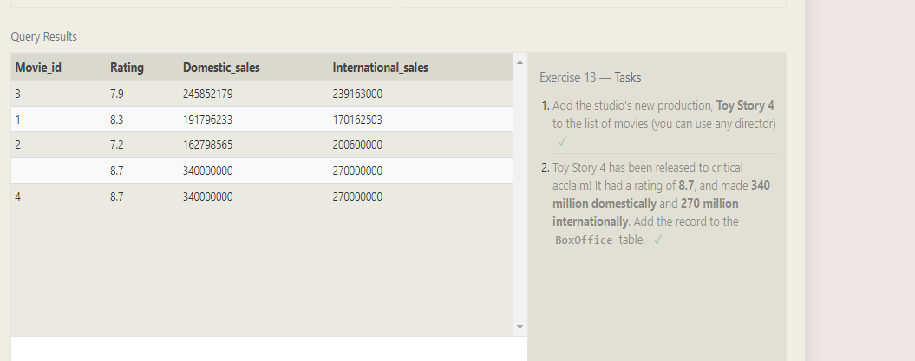 Query Results
Movie_id Rating Domestic_sales International_sales
3 7.9 245852179 239163000
1 8.3 191796233 170162503
2 7.2 162798565 200600000
8.7 340000000 270000000
4 8.7 340000000 270000000
Exercise 13 — Tasks
1. Add the studio's new production, Toy Story 4
to the list of movies (you can use any director)
✓
2. Toy Story 4 has been released to critical
acclaim! It had a rating of 8.7, and made 340
million domestically and 270 million
internationally. Add the record to the
BoxOffice table. ✓